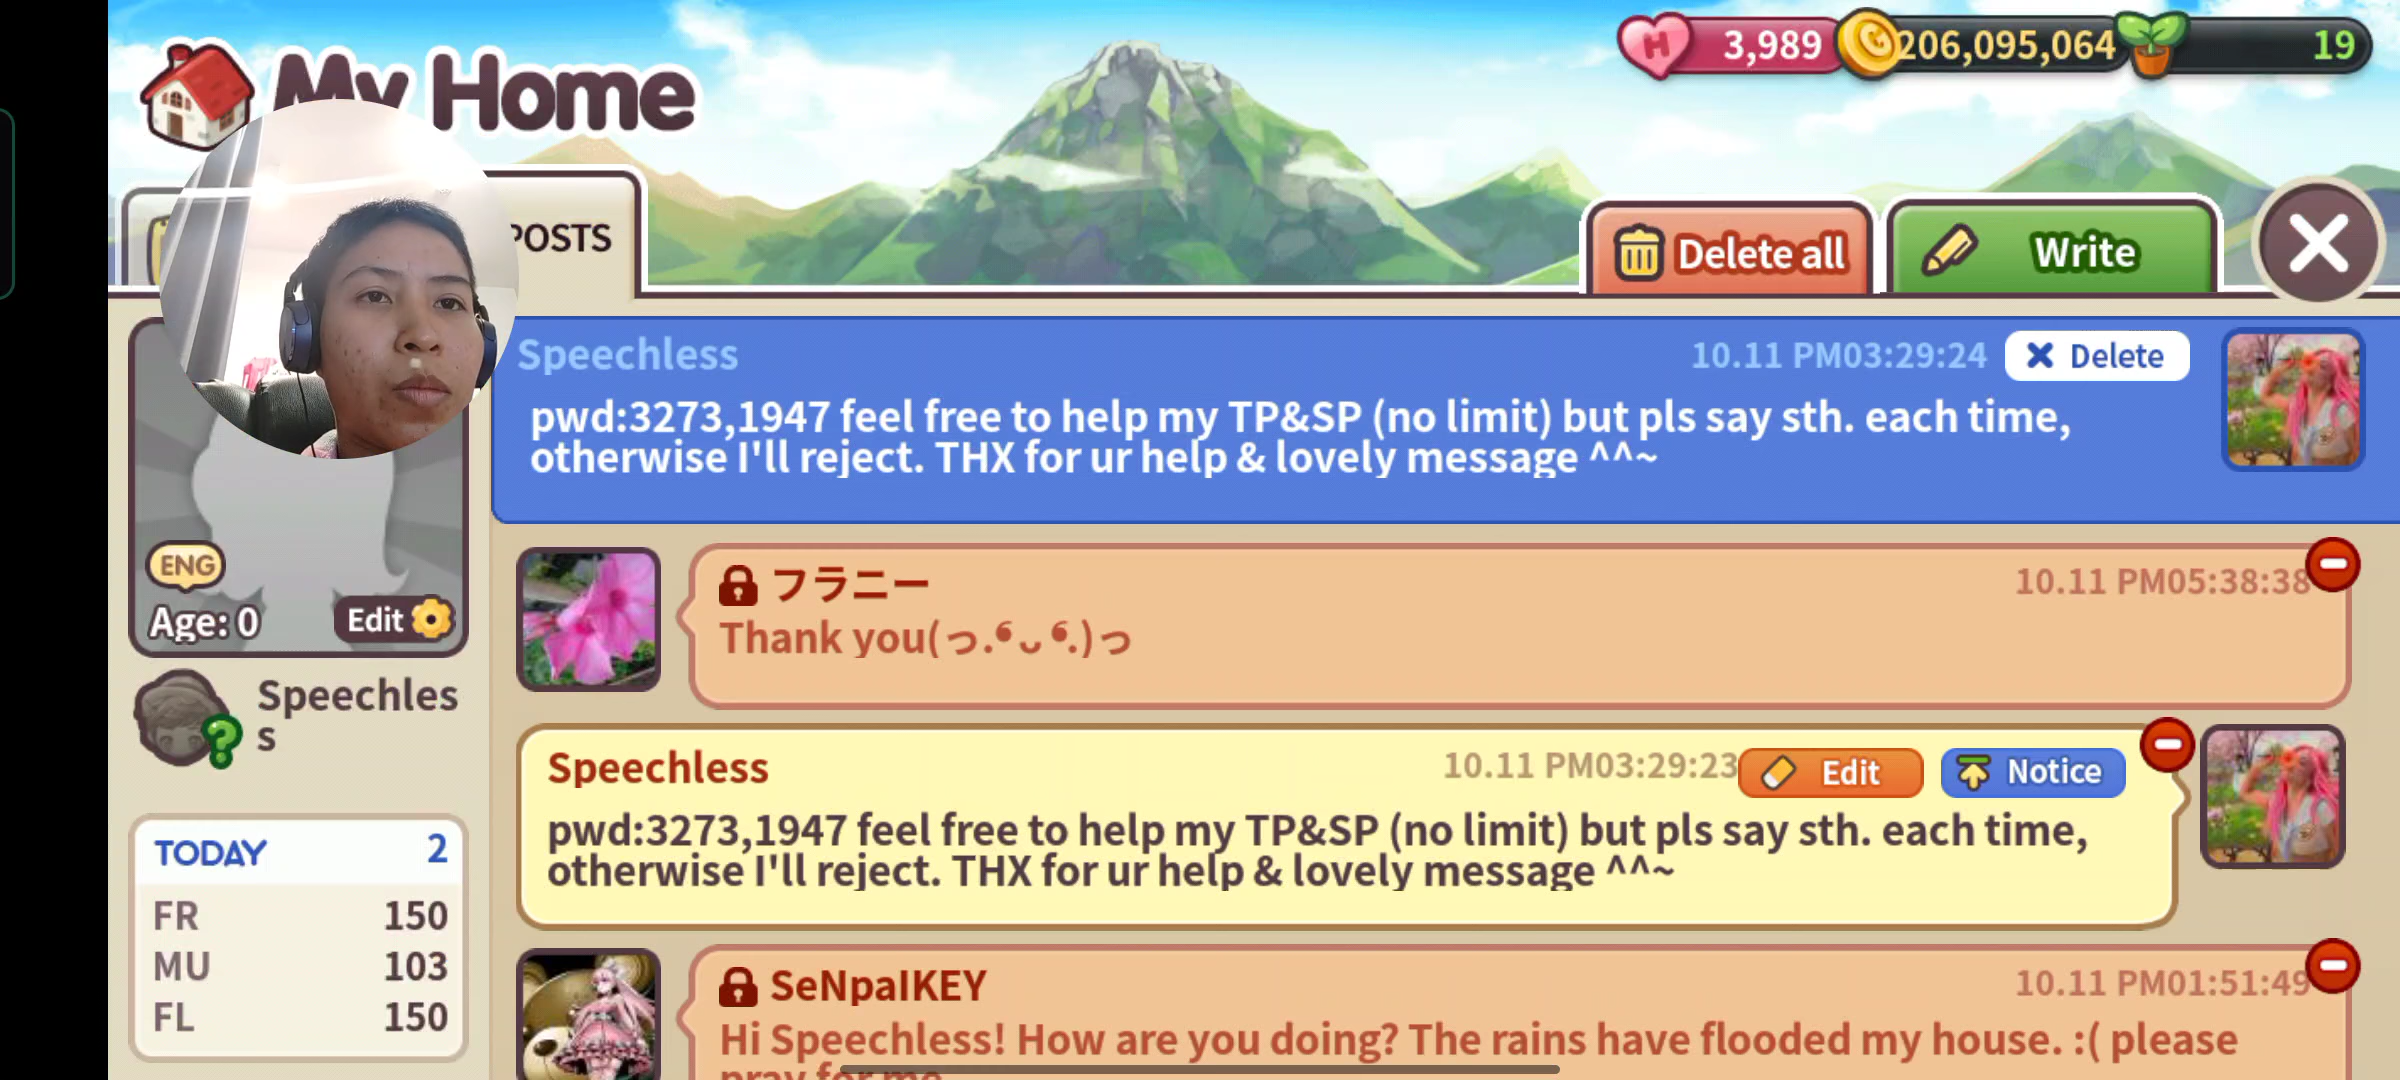 My Home
3,989
206,095,064
19
POSTS
Delete all
Write
Speechless
10.11 PM03:29:24
Delete
pwd:3273,1947 feel free to help my TP&SP (no limit) but pls say sth. each time,
otherwise I'll reject. THX for ur help & lovely message ^^~
ENG
Age: 0
Edit
Speechles
s
TODAY 2
FR 150
MU 103
FL 150
フラニー
10.11 PM05:38:38
Thank you(っ.❛ ᴗ ❛.)っ
Speechless
10.11 PM03:29:23
Edit
Notice
pwd:3273,1947 feel free to help my TP&SP (no limit) but pls say sth. each time,
otherwise I'll reject. THX for ur help & lovely message ^^~
SeNpaIKEY
10.11 PM01:51:49
Hi Speechless! How are you doing? The rains have flooded my house. :( please
pray for me